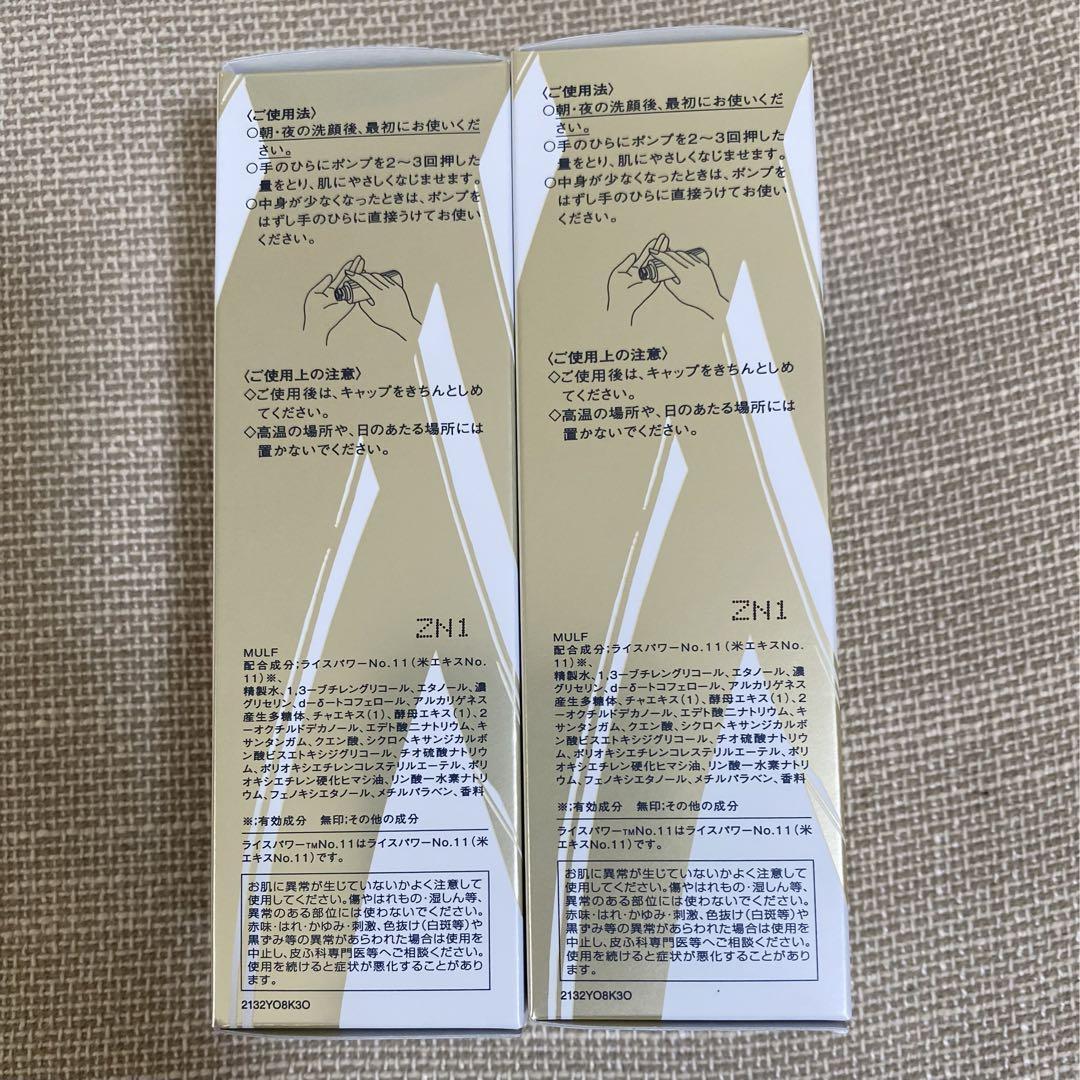 〈ご使用法〉
○朝・夜の洗顔後、最初にお使いくだ
さい。
○手のひらにポンプを2～3回押した
量をとり、肌にやさしくなじませます。
○中身が少なくなったときは、ポンプを
はずし手のひらに直接うけてお使い
ください。
〈ご使用上の注意〉
◇ご使用後は、キャップをきちんとしめ
てください。
◇高温の場所や、日のあたる場所には
置かないでください。
ZN1
MULF
配合成分;ライスパワーNo.11(米エキスNo.
11)※、
精製水、1,3ーブチレングリコール、エタノール、濃
グリセリン、dーδートコフェロール、アルカリゲネス
産生多糖体、チャエキス(1)、酵母エキス(1)、2
ーオクチルドデカノール、エデト酸二ナトリウム、キ
サンタンガム、クエン酸、シクロヘキサンジカルボ
ン酸ビスエトキシジグリコール、チオ硫酸ナトリウ
ム、ポリオキシエチレンコレステリルエーテル、ポリ
オキシエチレン硬化ヒマシ油、リン酸一水素ナトリ
ウム、フェノキシエタノール、メチルパラベン、香料
※;有効成分 無印;その他の成分
ライスパワーTMNo.11はライスパワーNo.11(米
エキスNo.11)です。
お肌に異常が生じていないかよく注意して
使用してください。傷やはれもの・湿しん等、
異常のある部位には使わないでください。
赤味・はれ・かゆみ・刺激、色抜け(白斑等)や
黒ずみ等の異常があらわれた場合は使用を
中止し、皮ふ科専門医等へご相談ください。
使用を続けると症状が悪化することがあり
ます。
2132YO8K3O
〈ご使用法〉
○朝・夜の洗顔後、最初にお使いくだ
さい。
○手のひらにポンプを2～3回押した
量をとり、肌にやさしくなじませます。
○中身が少なくなったときは、ポンプを
はずし手のひらに直接うけてお使い
ください。
〈ご使用上の注意〉
◇ご使用後は、キャップをきちんとしめ
てください。
◇高温の場所や、日のあたる場所には
置かないでください。
ZN1
MULF
配合成分;ライスパワーNo.11(米エキスNo.
11)※、
精製水、1,3ーブチレングリコール、エタノール、濃
グリセリン、dーδートコフェロール、アルカリゲネス
産生多糖体、チャエキス(1)、酵母エキス(1)、2
ーオクチルドデカノール、エデト酸二ナトリウム、キ
サンタンガム、クエン酸、シクロヘキサンジカルボ
ン酸ビスエトキシジグリコール、チオ硫酸ナトリウ
ム、ポリオキシエチレンコレステリルエーテル、ポリ
オキシエチレン硬化ヒマシ油、リン酸一水素ナトリ
ウム、フェノキシエタノール、メチルパラベン、香料
※;有効成分 無印;その他の成分
ライスパワーTMNo.11はライスパワーNo.11(米
エキスNo.11)です。
お肌に異常が生じていないかよく注意して
使用してください。傷やはれもの・湿しん等、
異常のある部位には使わないでください。
赤味・はれ・かゆみ・刺激、色抜け(白斑等)や
黒ずみ等の異常があらわれた場合は使用を
中止し、皮ふ科専門医等へご相談ください。
使用を続けると症状が悪化することがあり
ます。
2132YO8K3O